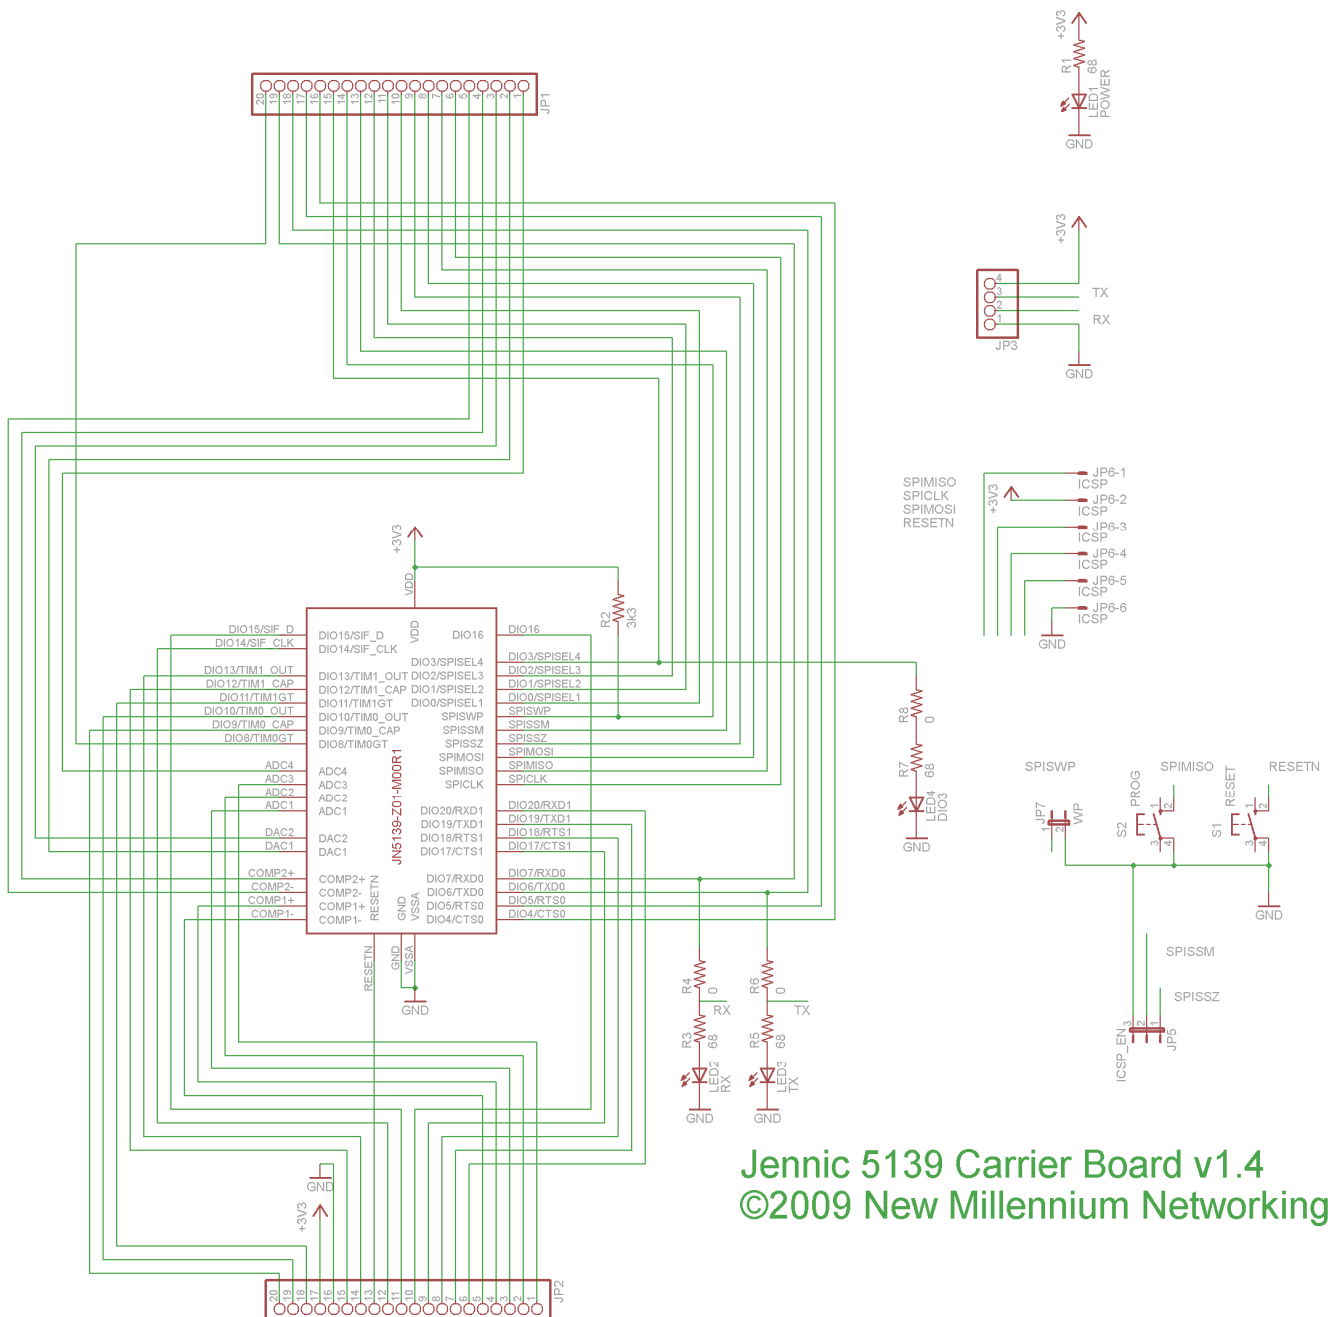 +3V3
R1
68
LED1
POWER
GND
20
19
18
17
16
15
14
13
12
11
10
9
8
7
6
5
4
3
2
1
JP1
+3V3
4
3
2
1
TX
RX
JP3
GND
SPIMISO
SPICLK
SPIMOSI
RESETN
+3V3
JP6-1
ICSP
JP6-2
ICSP
JP6-3
ICSP
JP6-4
ICSP
JP6-5
ICSP
JP6-6
ICSP
GND
+3V3
VDD
VDD
R2
3k3
DIO15/SIF_D
DIO14/SIF_CLK
DIO13/TIM1_OUT
DIO12/TIM1_CAP
DIO11/TIM1GT
DIO10/TIM0_OUT
DIO9/TIM0_CAP
DIO8/TIM0GT
ADC4
ADC3
ADC2
ADC1
DAC2
DAC1
COMP2+
COMP2-
COMP1+
COMP1-
DIO15/SIF_D
DIO14/SIF_CLK
DIO13/TIM1_OUT
DIO12/TIM1_CAP
DIO11/TIM1GT
DIO10/TIM0_OUT
DIO9/TIM0_CAP
DIO8/TIM0GT
ADC4
ADC3
ADC2
ADC1
DAC2
DAC1
COMP2+
COMP2-
COMP1+
COMP1-
JN5139-Z01-M00R1
RESETN
GND
VSSA
DIO16
DIO3/SPISEL4
DIO2/SPISEL3
DIO1/SPISEL2
DIO0/SPISEL1
SPISWP
SPISSM
SPISSZ
SPIMOSI
SPIMISO
SPICLK
DIO20/RXD1
DIO19/TXD1
DIO18/RTS1
DIO17/CTS1
DIO7/RXD0
DIO6/TXD0
DIO5/RTS0
DIO4/CTS0
DIO16
DIO3/SPISEL4
DIO2/SPISEL3
DIO1/SPISEL2
DIO0/SPISEL1
SPISWP
SPISSM
SPISSZ
SPIMOSI
SPIMISO
SPICLK
DIO20/RXD1
DIO19/TXD1
DIO18/RTS1
DIO17/CTS1
DIO7/RXD0
DIO6/TXD0
DIO5/RTS0
DIO4/CTS0
RESETN
GND
VSSA
GND
R8
0
R7
68
LED4
DIO3
GND
SPISWP
JP7
1
2
WP
PROG
SPIMISO
S2
1
2
3
4
RESET
RESETN
S1
1
2
3
4
GND
SPISSM
SPISSZ
ICSP_EN
3
2
1
JP5
R4
0
RX
R3
68
LED2
RX
GND
R6
0
TX
R5
68
LED3
TX
GND
GND
+3V3
20
19
18
17
16
15
14
13
12
11
10
9
8
7
6
5
4
3
2
1
JP2
Jennic 5139 Carrier Board v1.4
©2009 New Millennium Networking